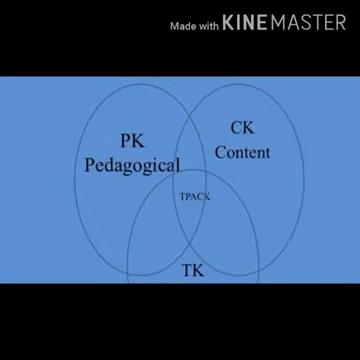 Made with KINEMASTER
PK
Pedagogical
CK
Content
TPACK
TK